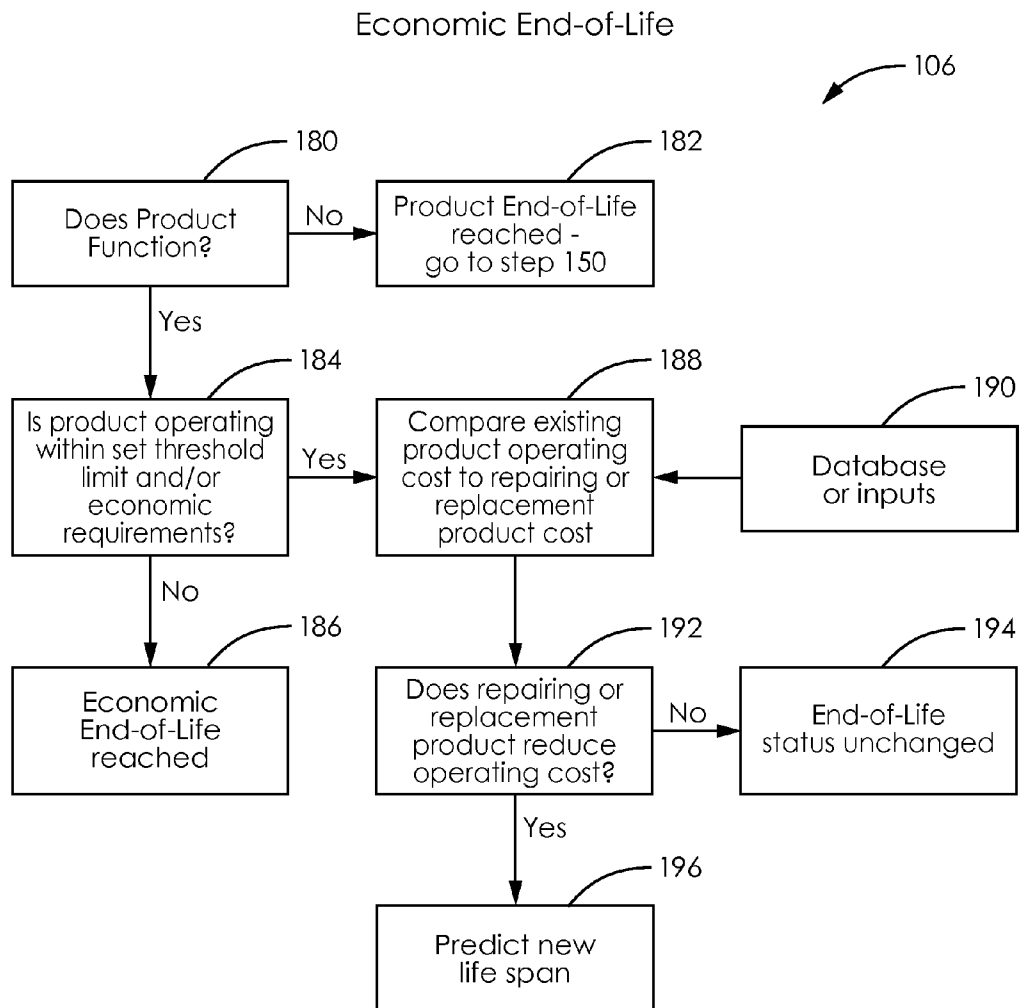 Economic End-of-Life
106
180
182
Does Product
Function?
No
Product End-of-Life
reached -
go to step 150
Yes
184
188
190
Is product operating
within set threshold
limit and/or
economic
requirements?
Yes
Compare existing
product operating
cost to repairing or
replacement
product cost
Database
or inputs
No
186
192
194
Economic
End-of-Life
reached
Does repairing or
replacement
product reduce
operating cost?
No
End-of-Life
status unchanged
Yes
196
Predict new
life span